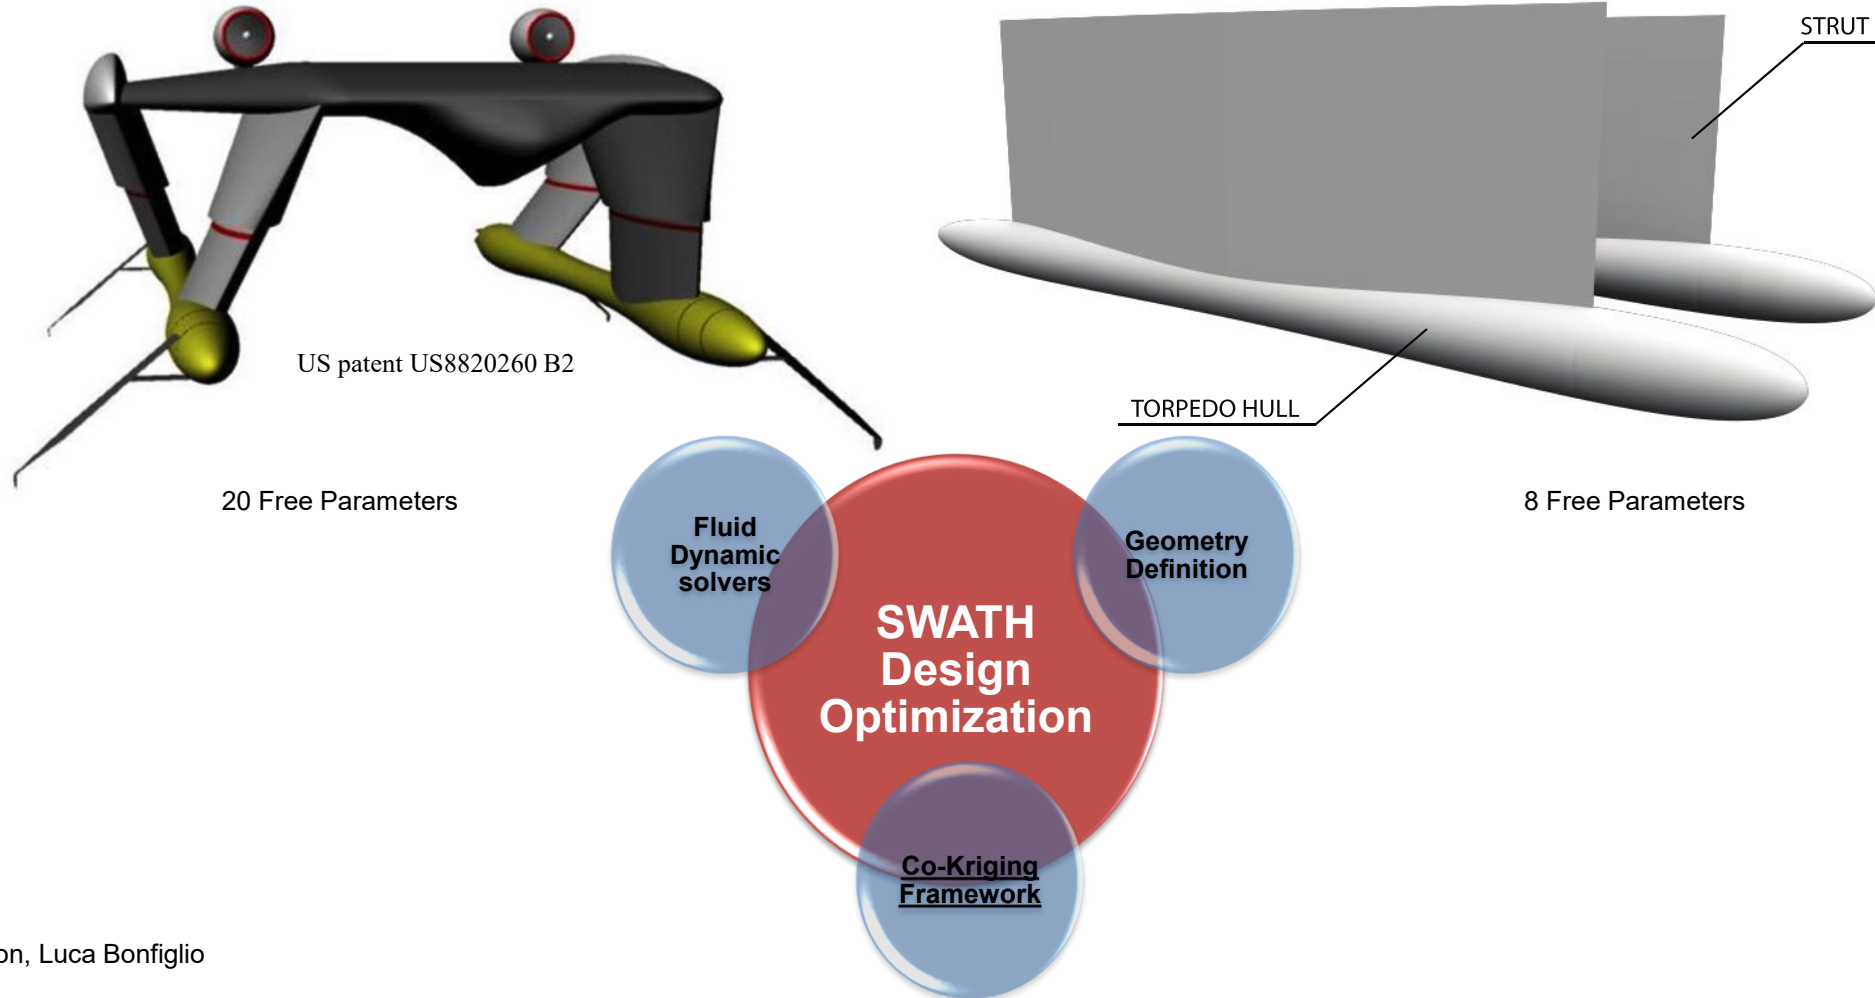 STRUT
US patent US8820260 B2
TORPEDO HULL
20 Free Parameters
8 Free Parameters
Fluid
Dynamic
solvers
Geometry
Definition
SWATH
Design
Optimization
Co-Kriging
Framework
on, Luca Bonfiglio